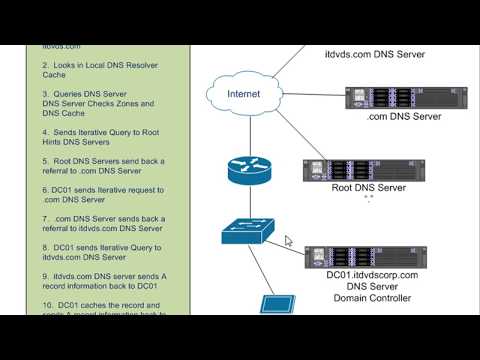 itdvds.com
2. Looks in Local DNS Resolver
Cache
3. Queries DNS Server
DNS Server Checks Zones and
DNS Cache
4. Sends Iterative Query to Root
Hints DNS Servers
5. Root DNS Servers send back a
referral to .com DNS Server
6. DC01 sends Iterative request to
.com DNS Server
7. .com DNS Server sends back a
referral to itdvds.com DNS Server
8. DC01 sends Iterative Query to
itdvds.com DNS Server
9. itdvds.com DNS server sends A
record information back to DC01
10. DC01 caches the record and
sends A record information back to
itdvds.com DNS Server
Internet
.com DNS Server
Root DNS Server
"."
DC01.itdvdscorp.com
DNS Server
Domain Controller